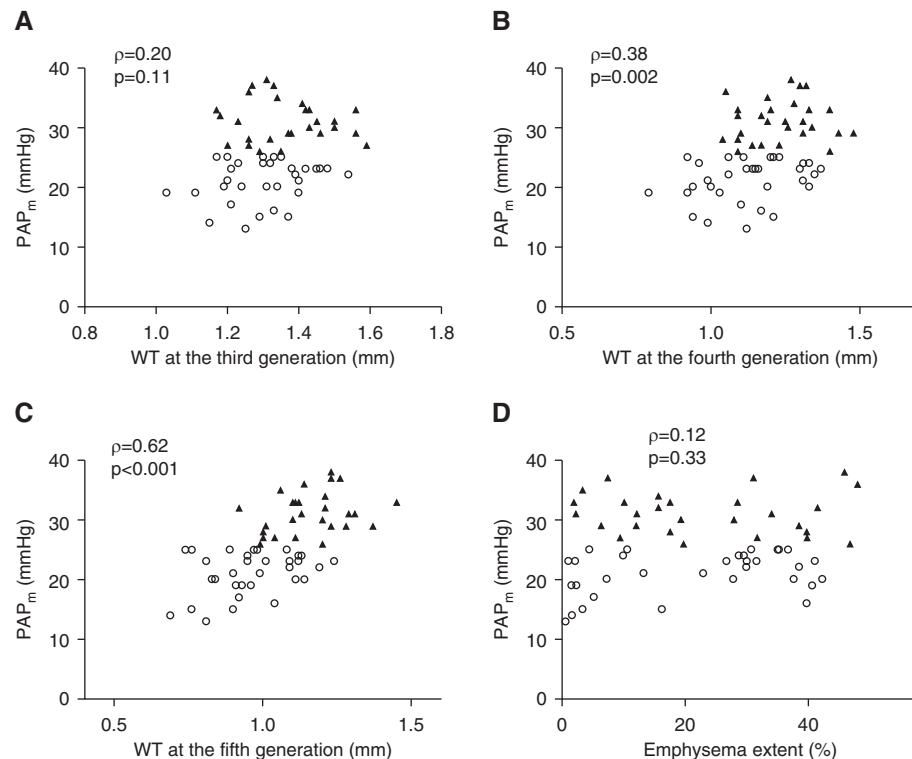 A
ρ=0.20
p=0.11
40
30
20
10
0
PAPm (mmHg)
0.8 1.0 1.2 1.4 1.6 1.8
WT at the third generation (mm)
B
ρ=0.38
p=0.002
40
30
20
10
0
PAPm (mmHg)
0.5 1.0 1.5
WT at the fourth generation (mm)
C
ρ=0.62
p<0.001
40
30
20
10
0
PAPm (mmHg)
0.5 1.0 1.5
WT at the fifth generation (mm)
D
ρ=0.12
p=0.33
40
30
20
10
0
PAPm (mmHg)
0 20 40
Emphysema extent (%)